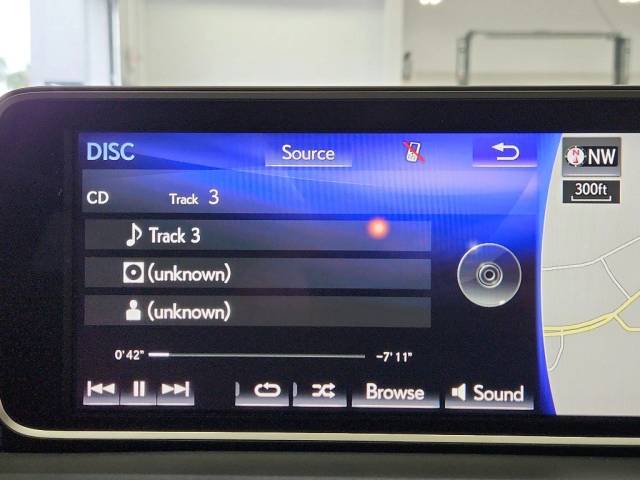 DISC Source NW
300ft
CD Track 3
Track 3
(unknown)
(unknown)
0'42" -7'11"
Browse Sound